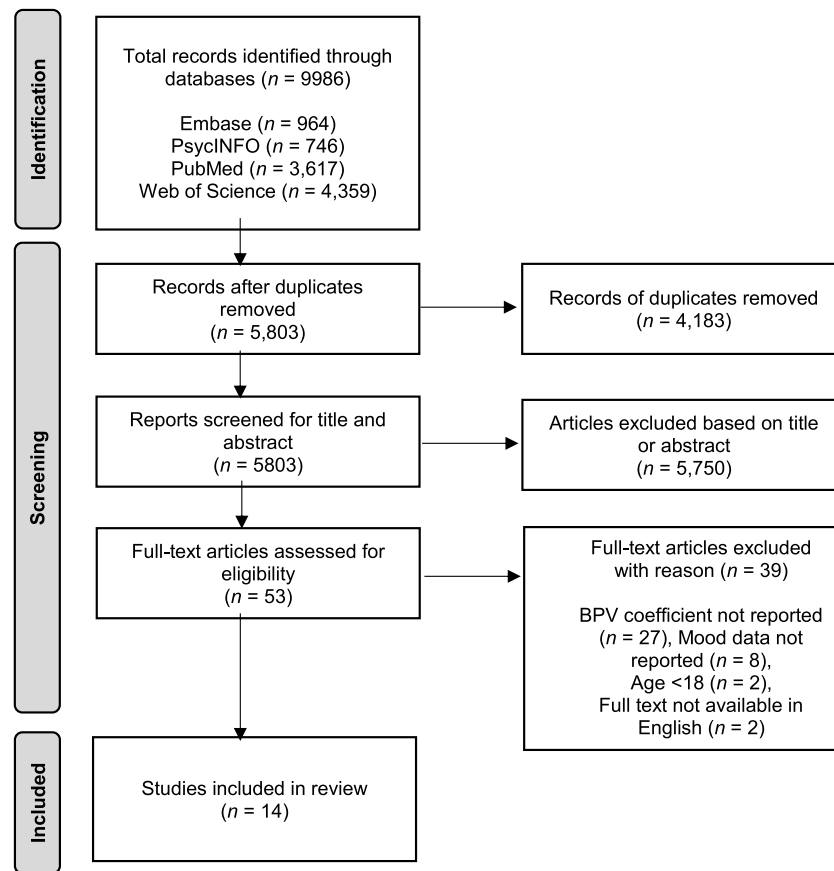 Identification
Total records identified through
databases (n = 9986)
Embase (n = 964)
PsycINFO (n = 746)
PubMed (n = 3,617)
Web of Science (n = 4,359)
Screening
Records after duplicates
removed
(n = 5,803)
Records of duplicates removed
(n = 4,183)
Reports screened for title and
abstract
(n = 5803)
Articles excluded based on title
or abstract
(n = 5,750)
Full-text articles assessed for
eligibility
(n = 53)
Full-text articles excluded
with reason (n = 39)
BPV coefficient not reported
(n = 27), Mood data not
reported (n = 8),
Age <18 (n = 2),
Full text not available in
English (n = 2)
Included
Studies included in review
(n = 14)